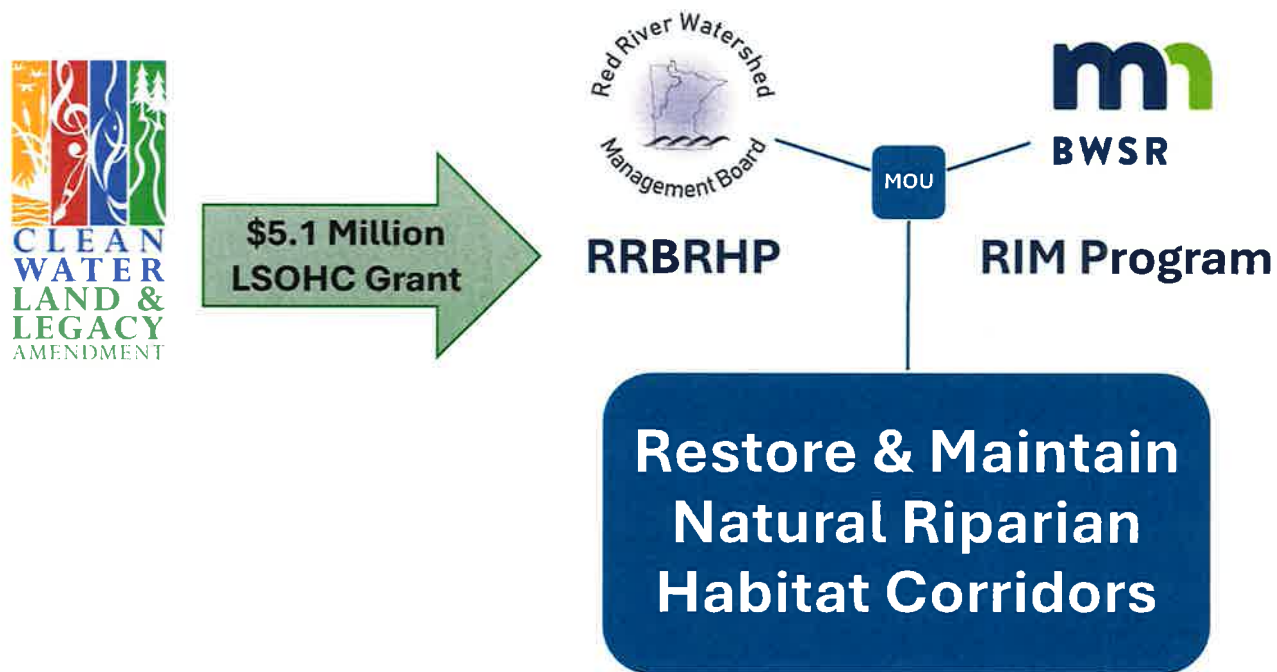 CLEAN
WATER
LAND &
LEGACY
AMENDMENT
$5.1 Million
LSOHC Grant
Red River Watershed
Management Board
RRBRHP
MOU
mn
BWSR
RIM Program
Restore & Maintain
Natural Riparian
Habitat Corridors